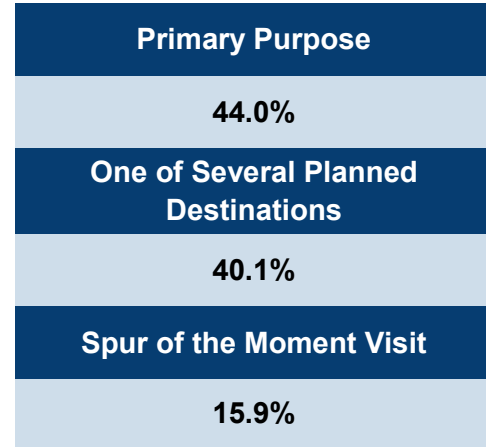 Primary Purpose
44.0%
One of Several Planned
Destinations
40.1%
Spur of the Moment Visit
15.9%